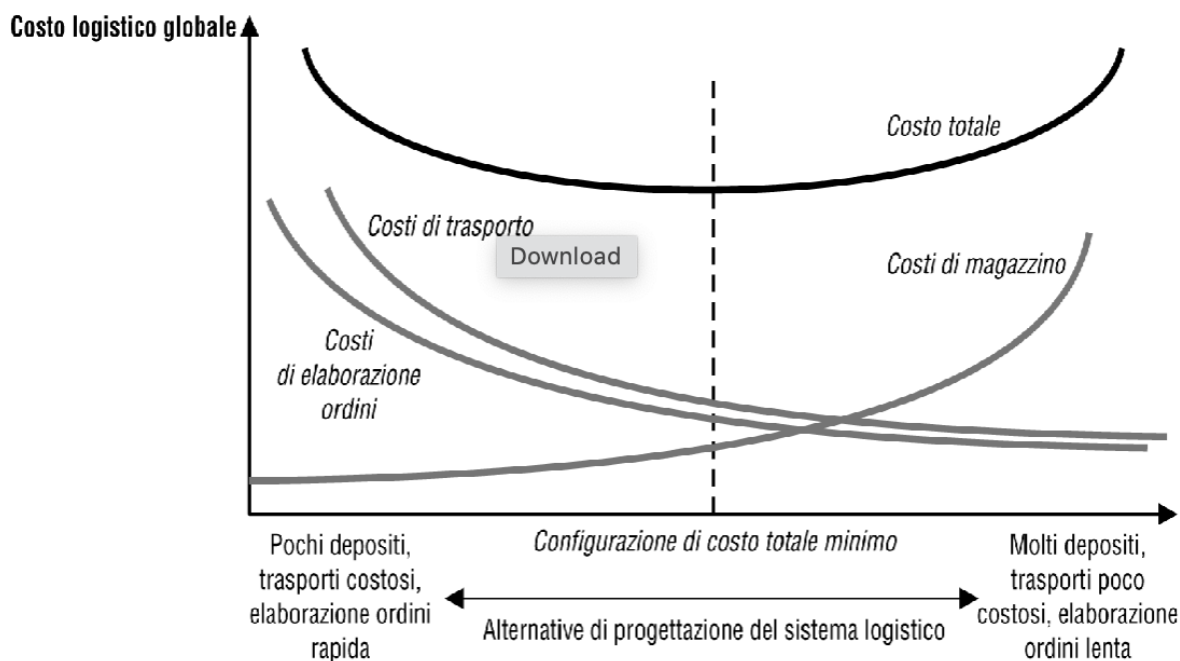 Costo logistico globale
Costo totale
Costi di trasporto
Download
Costi di magazzino
Costi
di elaborazione
ordini
Pochi depositi,
trasporti costosi,
elaborazione ordini
rapida
Configurazione di costo totale minimo
Alternative di progettazione del sistema logistico
Molti depositi,
trasporti poco
costosi, elaborazione
ordini lenta